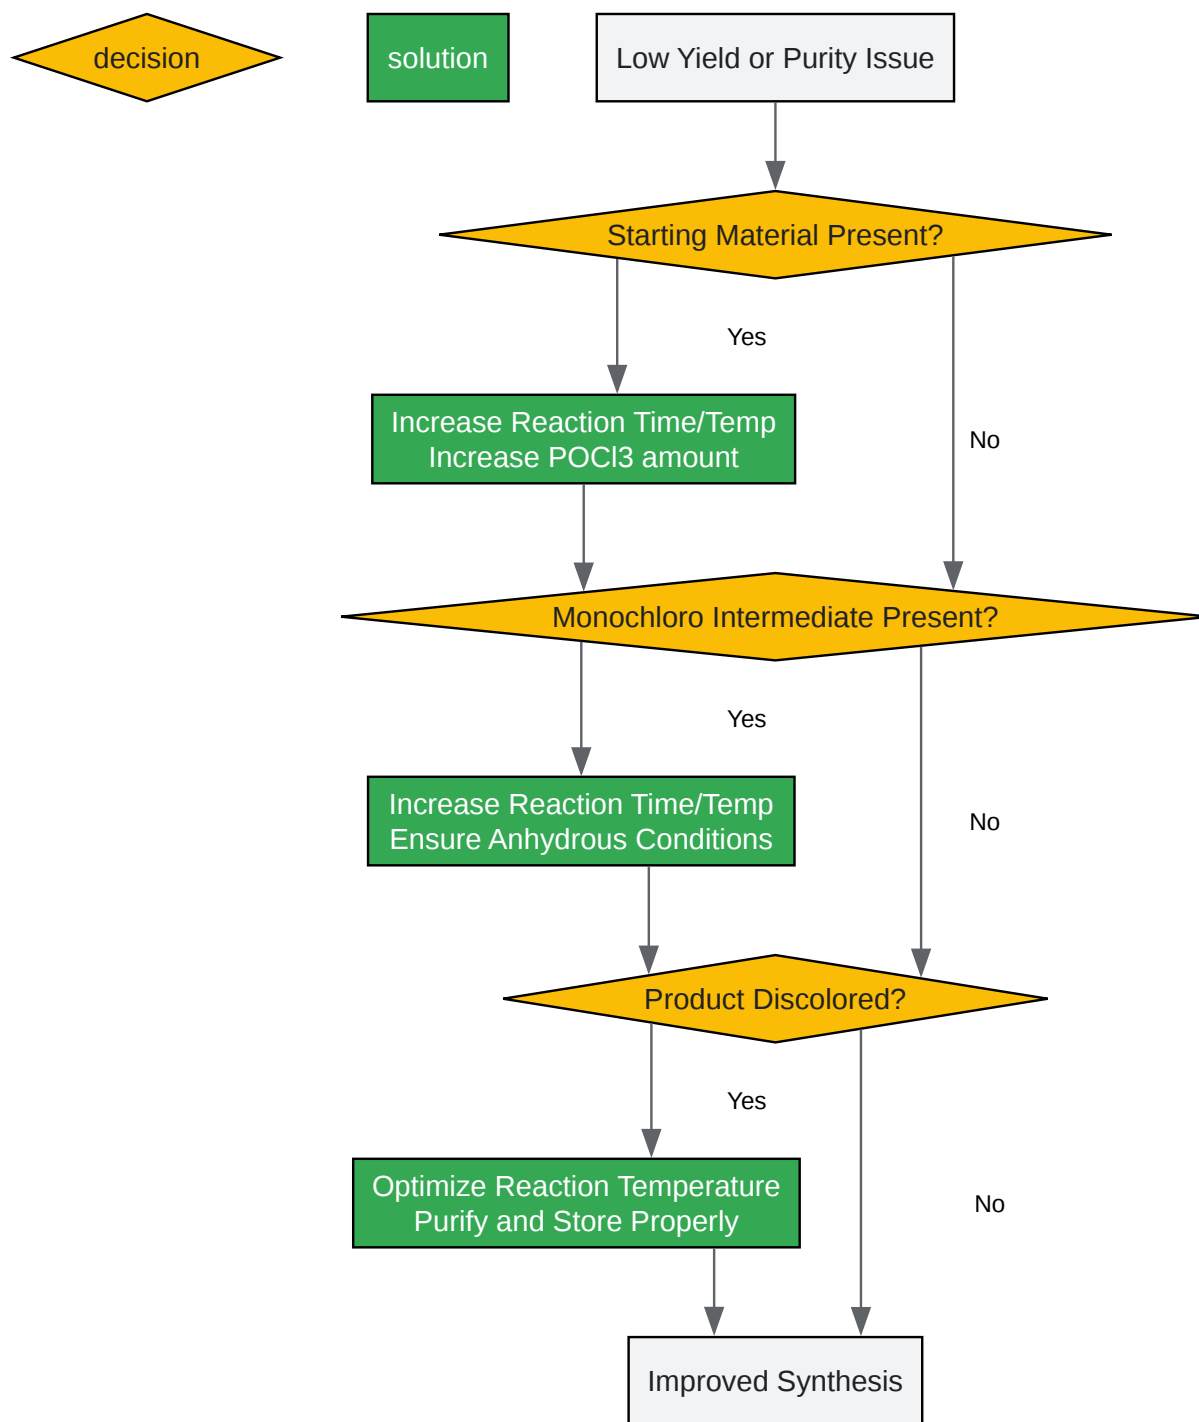 decision
solution
Low Yield or Purity Issue
Starting Material Present?
Yes
Increase Reaction Time/Temp
Increase POCl3 amount
No
Monochloro Intermediate Present?
Yes
Increase Reaction Time/Temp
Ensure Anhydrous Conditions
No
Product Discolored?
Yes
Optimize Reaction Temperature
Purify and Store Properly
No
Improved Synthesis